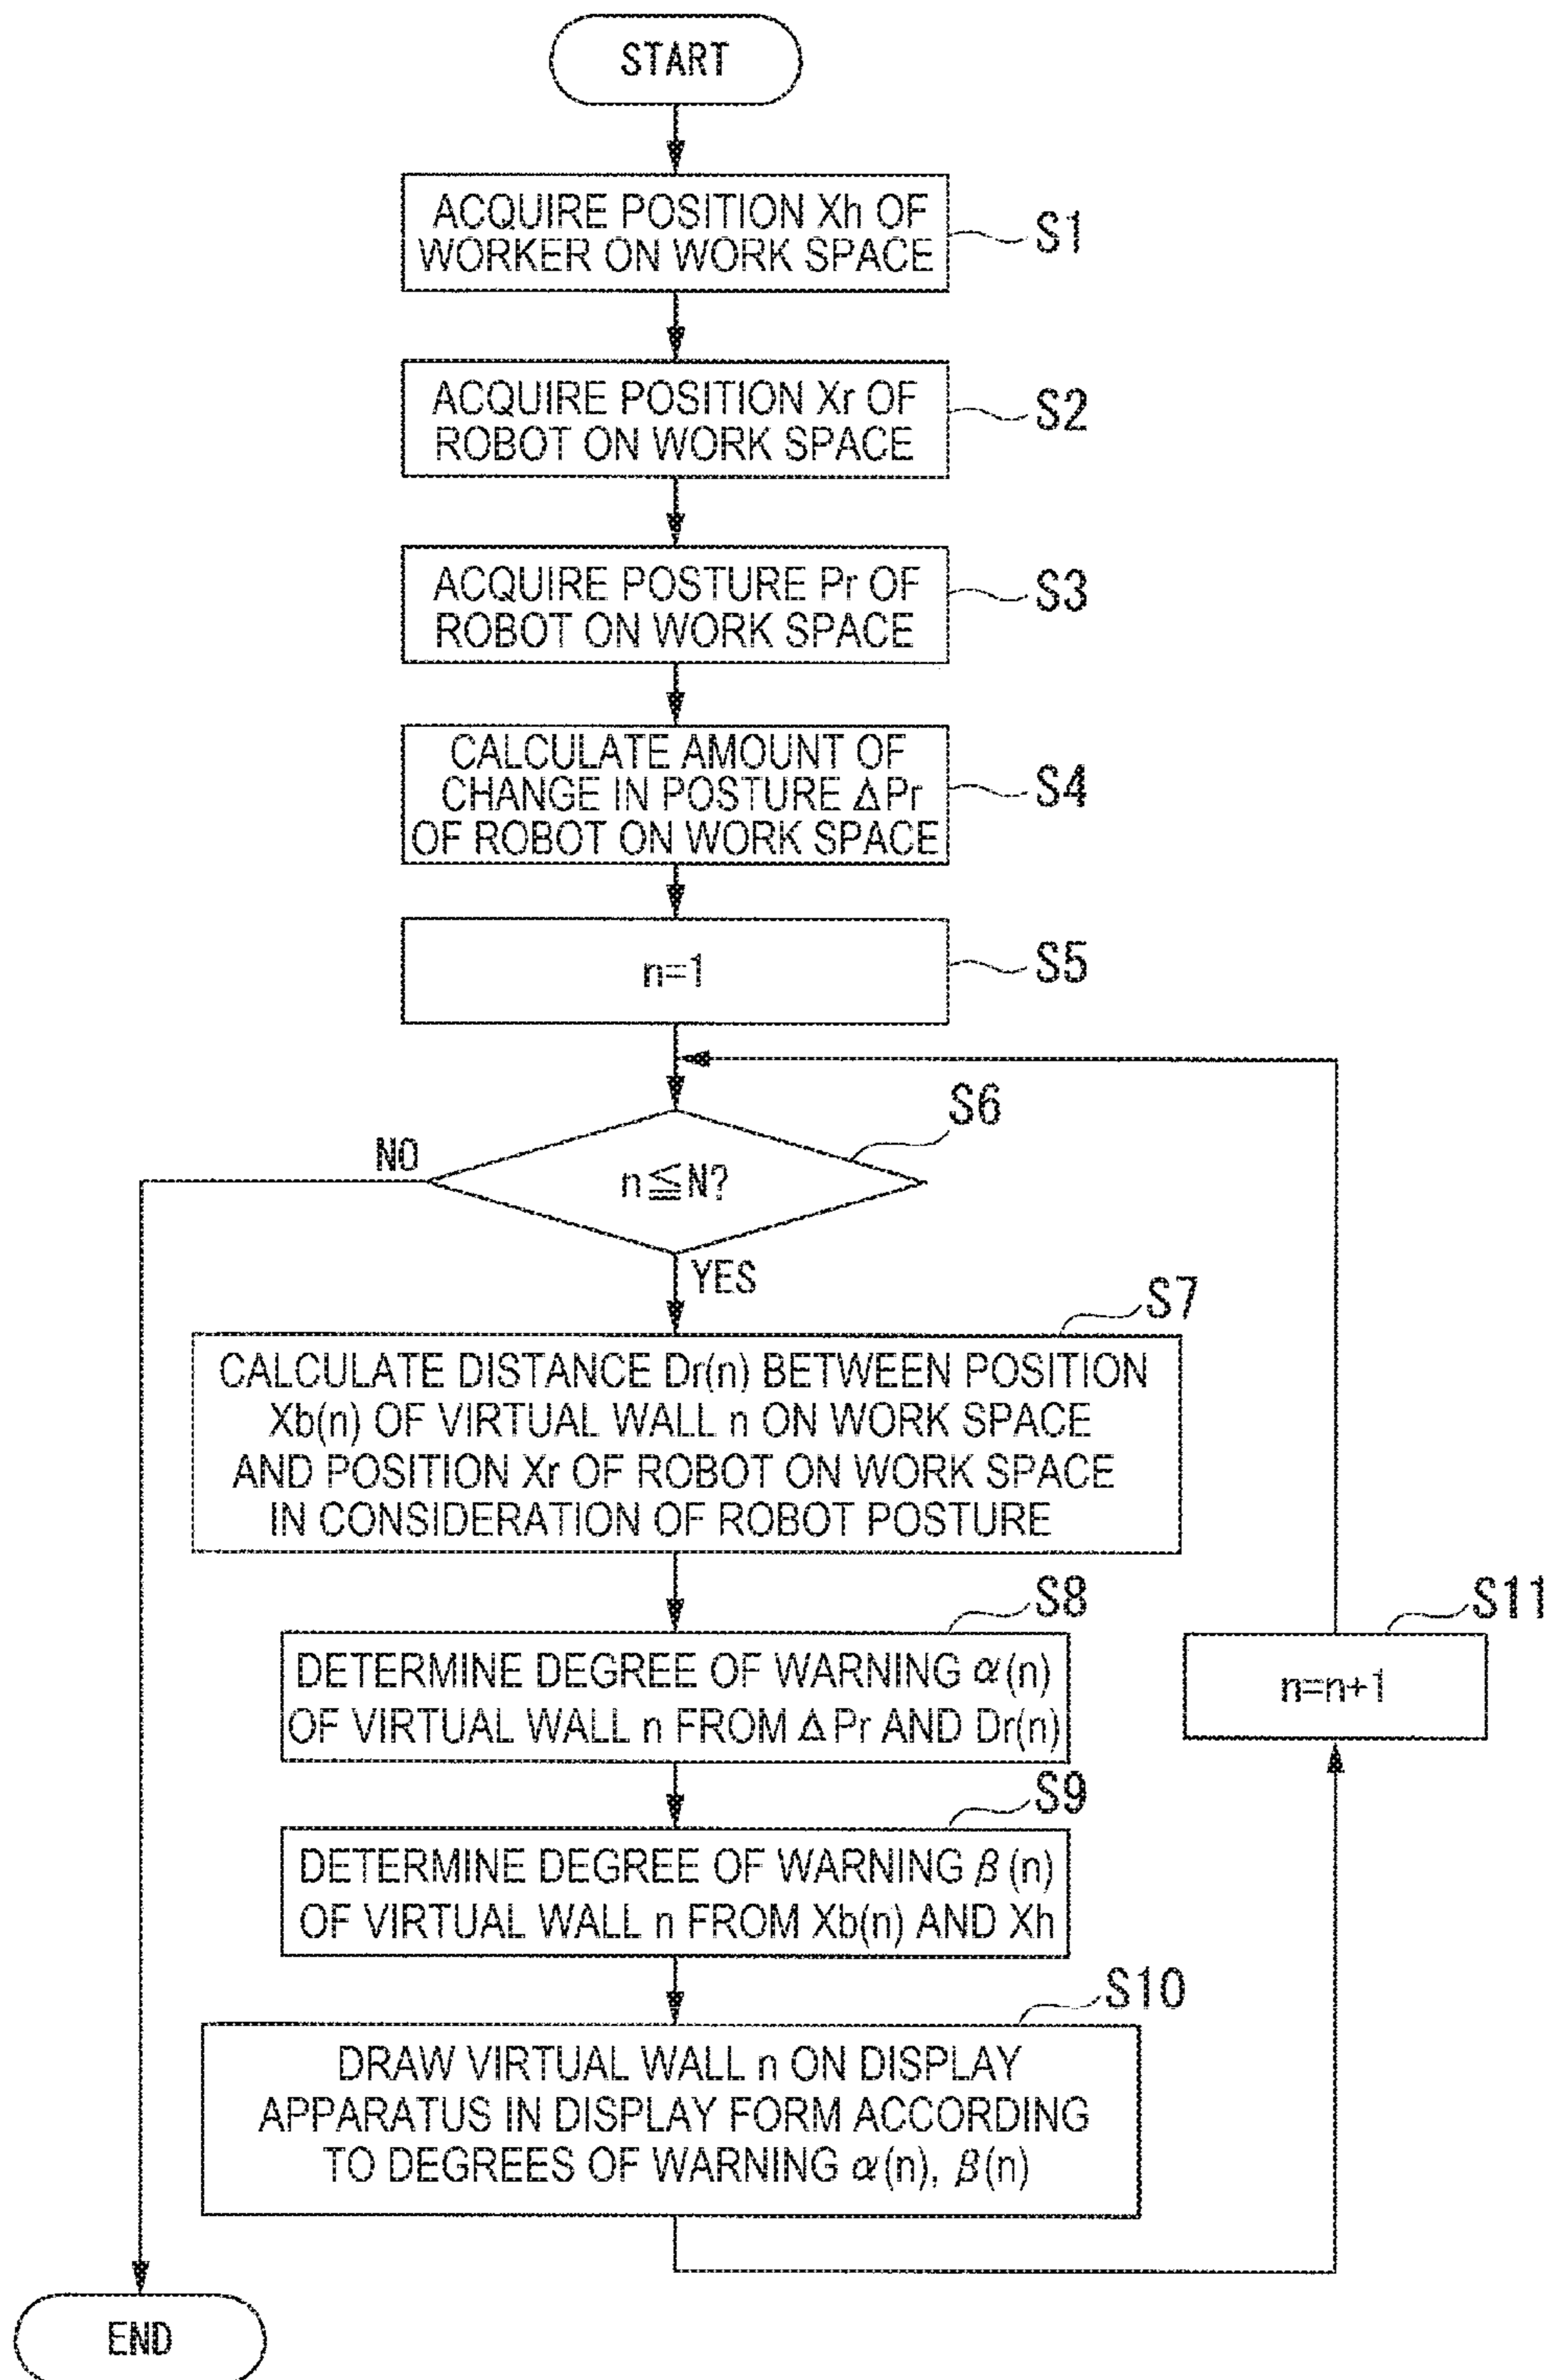 START
ACQUIRE POSITION Xh OF
WORKER ON WORK SPACE
S1
ACQUIRE POSITION Xr OF
ROBOT ON WORK SPACE
S2
ACQUIRE POSTURE Pr OF
ROBOT ON WORK SPACE
S3
CALCULATE AMOUNT OF
CHANGE IN POSTURE ΔPr
OF ROBOT ON WORK SPACE
S4
n=1
S5
S6
n≦N?
NO
YES
S7
CALCULATE DISTANCE Dr(n) BETWEEN POSITION
Xb(n) OF VIRTUAL WALL n ON WORK SPACE
AND POSITION Xr OF ROBOT ON WORK SPACE
IN CONSIDERATION OF ROBOT POSTURE
S8
DETERMINE DEGREE OF WARNING α(n)
OF VIRTUAL WALL n FROM ΔPr AND Dr(n)
S11
n=n+1
S9
DETERMINE DEGREE OF WARNING β(n)
OF VIRTUAL WALL n FROM Xb(n) AND Xh
S10
DRAW VIRTUAL WALL n ON DISPLAY
APPARATUS IN DISPLAY FORM ACCORDING
TO DEGREES OF WARNING α(n), β(n)
END